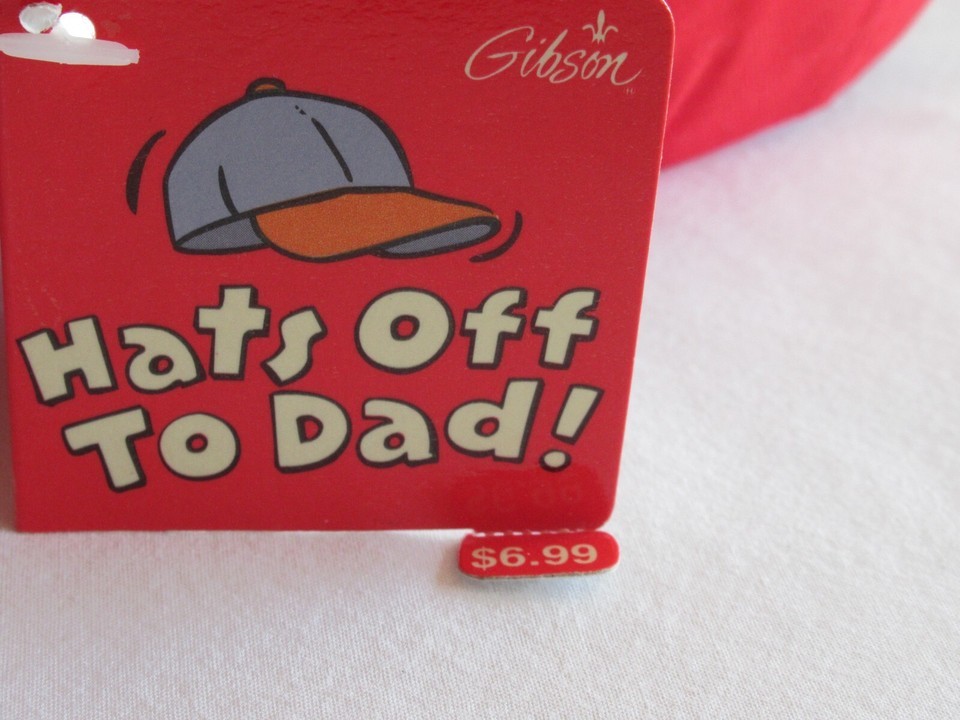 Gibson
Hats Off
To Dad!
$6.99